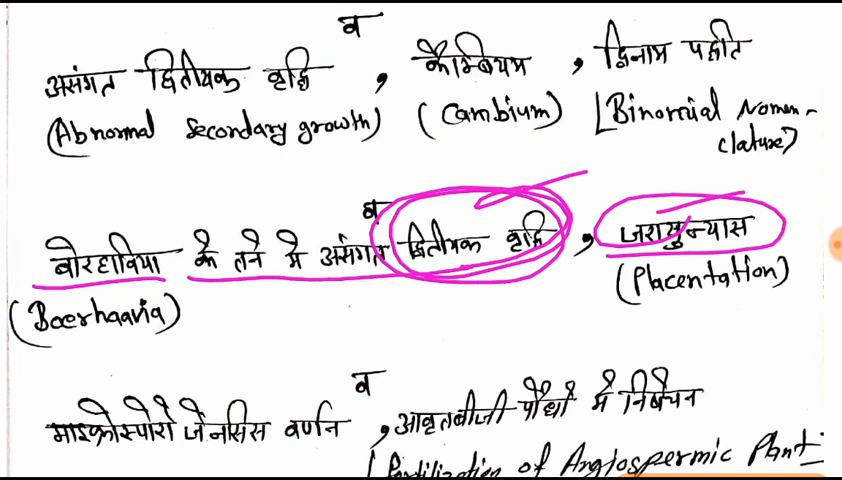 व
असंगत द्वितीयक वृद्धि , कैम्बियम , द्विनाम पद्धति
(Abnormal Secondary growth) (Cambium) [Binomial Nomen-
clature]
व
बोरहाविया के तने मे असंगत द्वितीयक वृद्धि , जरायुन्यास
(Boerhaavia) (Placentation)
व
माइक्रोस्पोरोजेनसिस वर्णन , आवृतबीजी पौधो मे निषेचन
of Angiospermic Plant